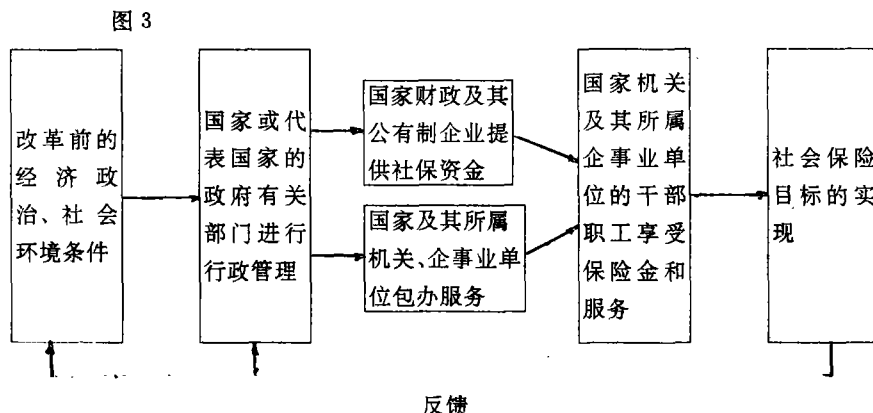 图 3
改革前的
经济政
治、社会
环境条件
国家或代
表国家的
政府有关
部门进行
行政管理
国家财政及其
公有制企业提
供社保资金
国家及其所属
机关、企事业单
位包办服务
国家机关
及其所属
企事业单
位的干部
职工享受
保险金和
服务
社会保险
目标的实
现
反馈